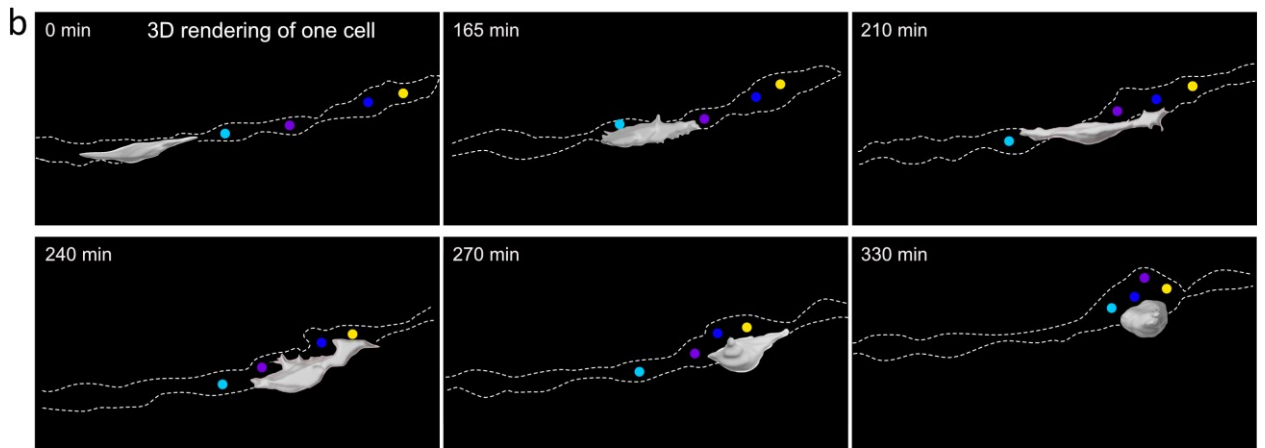 b
0 min 3D rendering of one cell
165 min
210 min
240 min
270 min
330 min